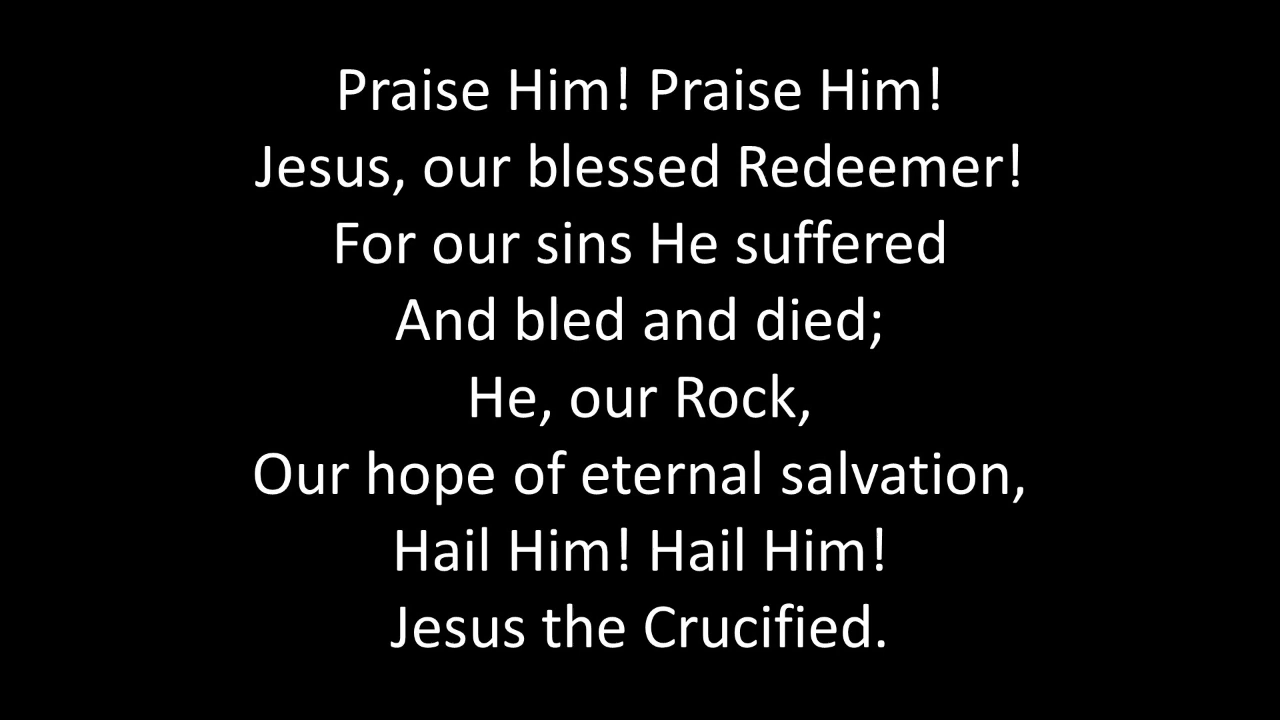 Praise Him! Praise Him!
Jesus, our blessed Redeemer!
For our sins He suffered
And bled and died;
He, our Rock,
Our hope of eternal salvation,
Hail Him! Hail Him!
Jesus the Crucified.